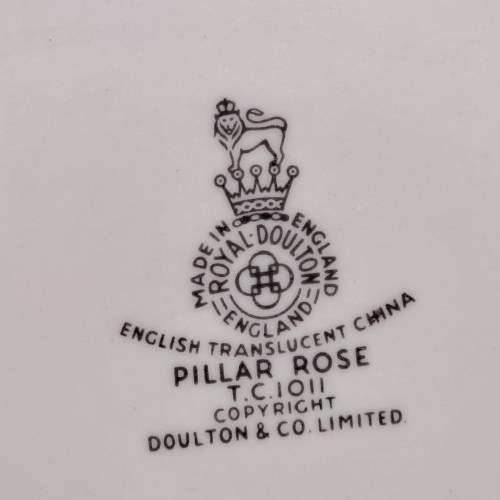 MADE IN ENGLAND
ROYAL·DOULTON
ENGLAND
ENGLISH TRANSLUCENT CHINA
PILLAR ROSE
T.C.1011
COPYRIGHT
DOULTON & CO. LIMITED.